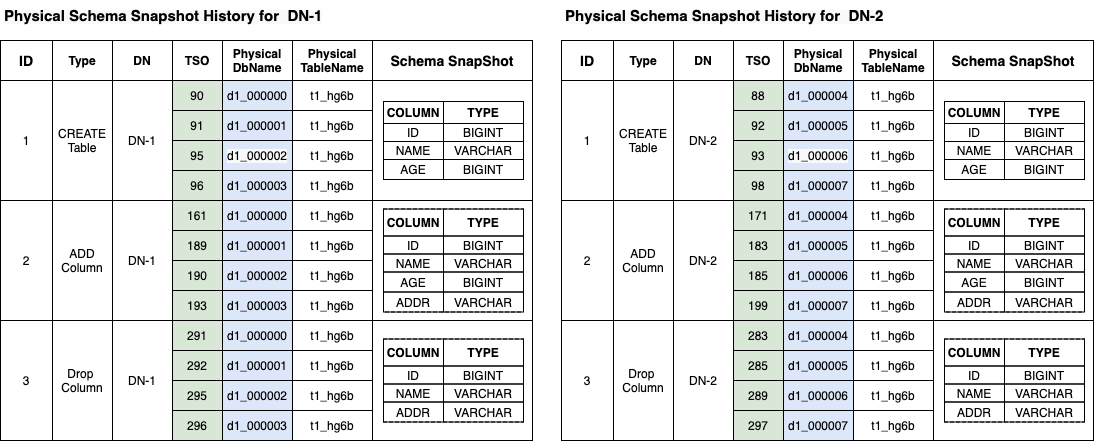 Physical Schema Snapshot History for DN-1
ID Type DN TSO Physical DbName Physical TableName Schema SnapShot
1 CREATE Table DN-1
90 d1_000000 t1_hg6b
91 d1_000001 t1_hg6b
95 d1_000002 t1_hg6b
96 d1_000003 t1_hg6b
COLUMN TYPE
ID BIGINT
NAME VARCHAR
AGE BIGINT
2 ADD Column DN-1
161 d1_000000 t1_hg6b
189 d1_000001 t1_hg6b
190 d1_000002 t1_hg6b
193 d1_000003 t1_hg6b
COLUMN TYPE
ID BIGINT
NAME VARCHAR
AGE BIGINT
ADDR VARCHAR
3 Drop Column DN-1
291 d1_000000 t1_hg6b
292 d1_000001 t1_hg6b
295 d1_000002 t1_hg6b
296 d1_000003 t1_hg6b
COLUMN TYPE
ID BIGINT
NAME VARCHAR
ADDR VARCHAR
Physical Schema Snapshot History for DN-2
ID Type DN TSO Physical DbName Physical TableName Schema SnapShot
1 CREATE Table DN-2
88 d1_000004 t1_hg6b
92 d1_000005 t1_hg6b
93 d1_000006 t1_hg6b
98 d1_000007 t1_hg6b
COLUMN TYPE
ID BIGINT
NAME VARCHAR
AGE BIGINT
2 ADD Column DN-2
171 d1_000004 t1_hg6b
183 d1_000005 t1_hg6b
185 d1_000006 t1_hg6b
199 d1_000007 t1_hg6b
COLUMN TYPE
ID BIGINT
NAME VARCHAR
AGE BIGINT
ADDR VARCHAR
3 Drop Column DN-2
283 d1_000004 t1_hg6b
285 d1_000005 t1_hg6b
289 d1_000006 t1_hg6b
297 d1_000007 t1_hg6b
COLUMN TYPE
ID BIGINT
NAME VARCHAR
ADDR VARCHAR